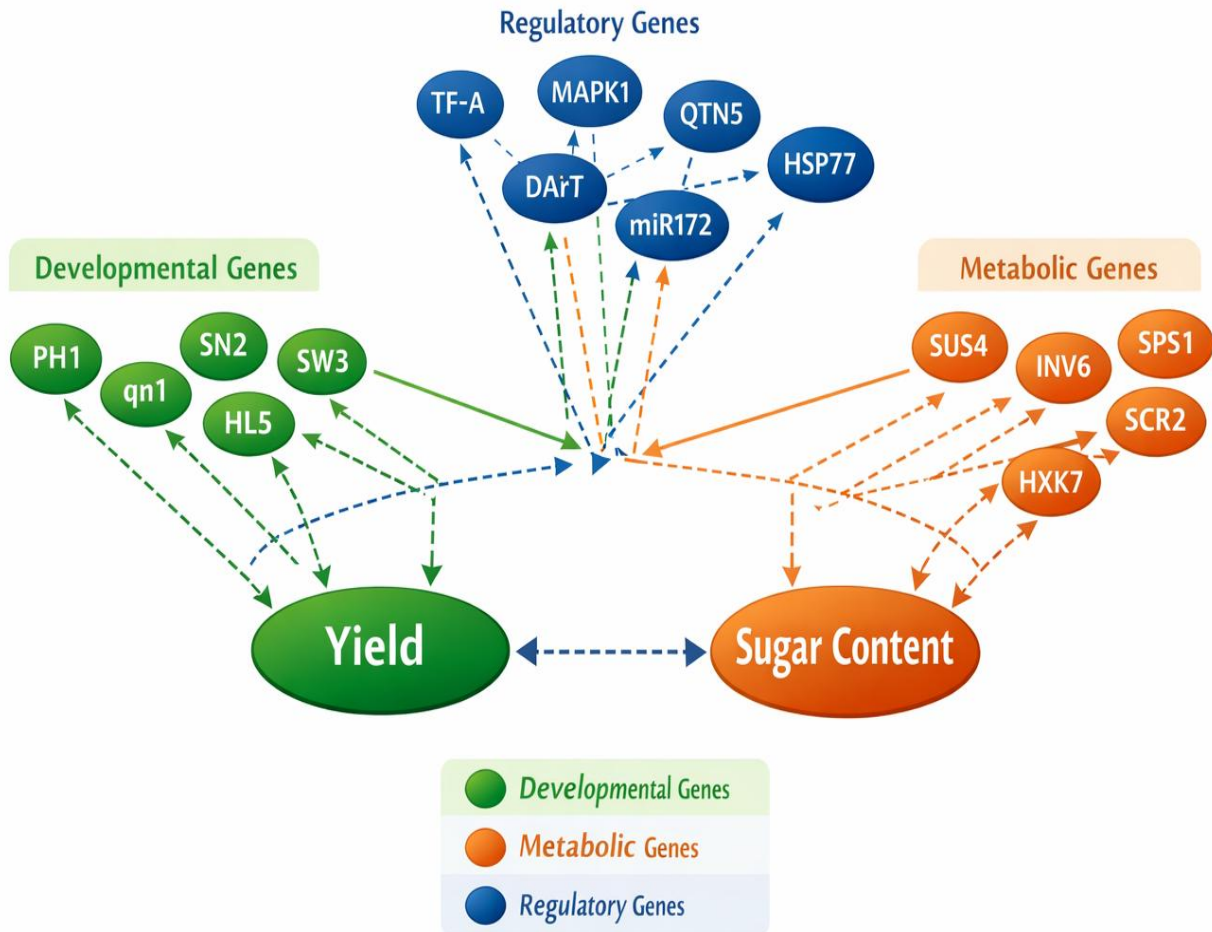 Regulatory Genes
TF-A
MAPK1
QTN5
HSP77
DArT
miR172
Developmental Genes
PH1
qn1
SN2
SW3
HL5
Metabolic Genes
SUS4
INV6
SPS1
SCR2
HXK7
Yield
Sugar Content
Developmental Genes
Metabolic Genes
Regulatory Genes